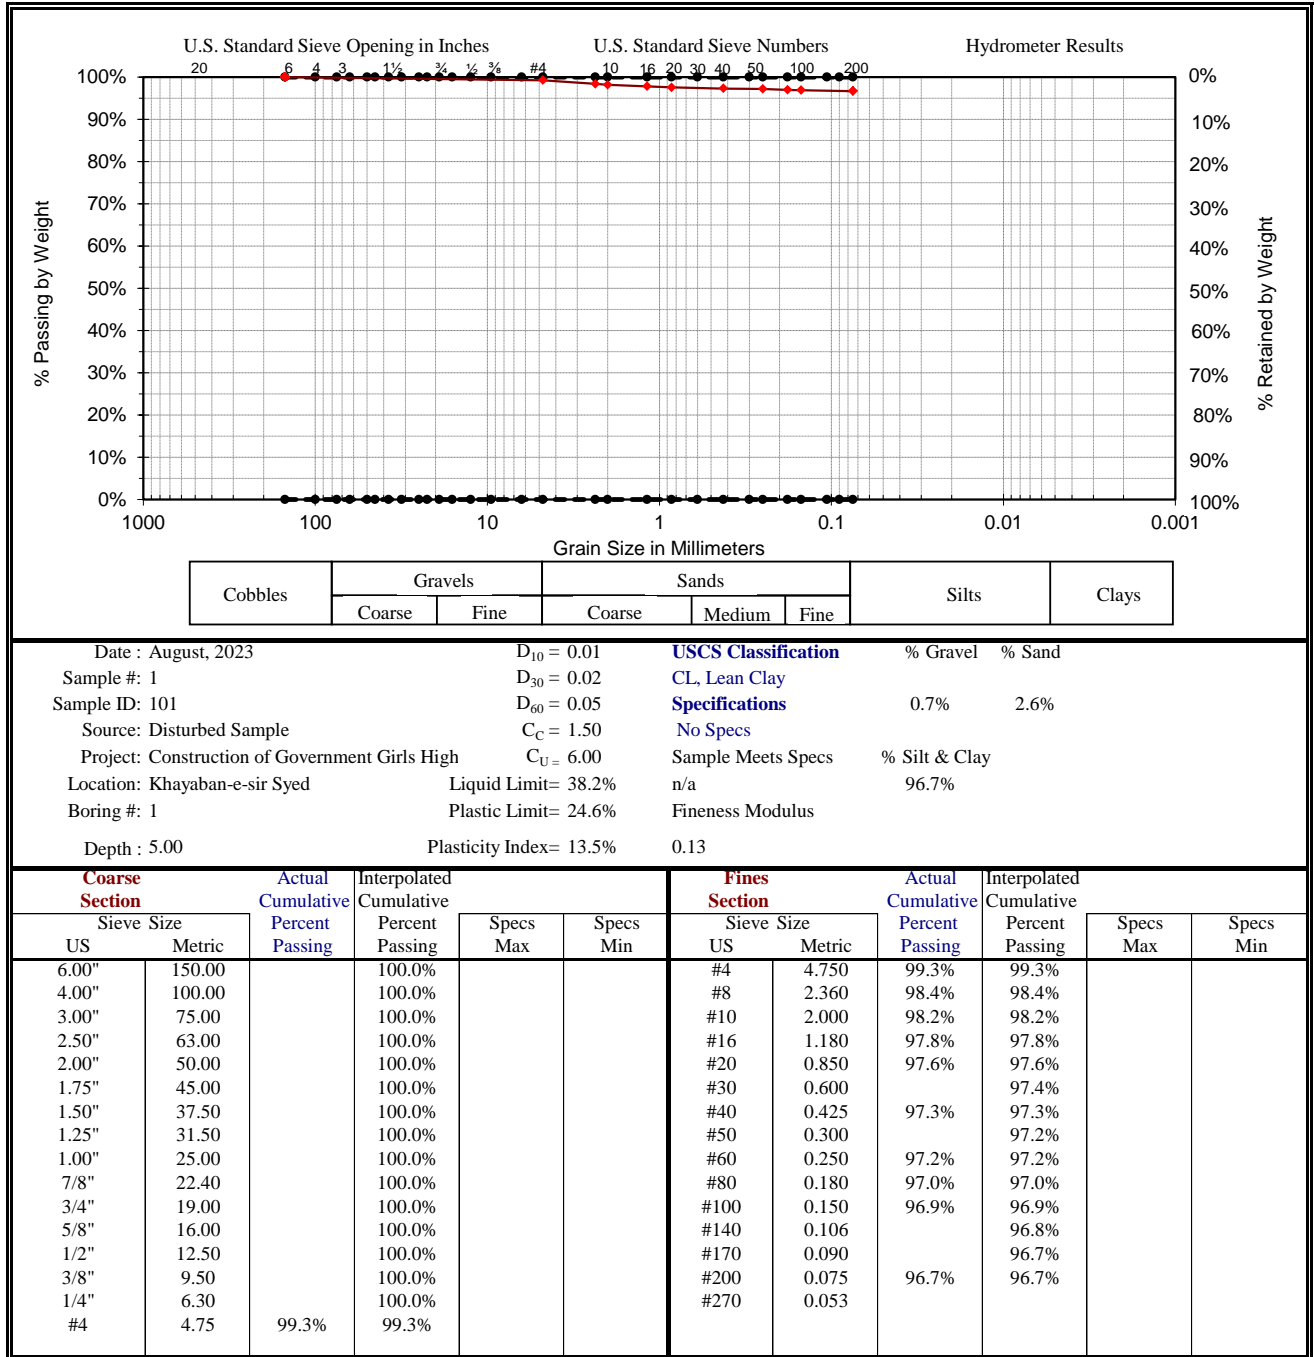 U.S. Standard Sieve Opening in Inches U.S. Standard Sieve Numbers Hydrometer Results
20 6 4 3 1½ ¾ ½ ⅜ #4 10 16 20 30 40 50 100 200
100% 0%
90% 10%
80% 20%
70% 30%
60% 40%
50% 50%
40% 60%
30% 70%
20% 80%
10% 90%
0% 100%
% Passing by Weight
% Retained by Weight
1000 100 10 1 0.1 0.01 0.001
Grain Size in Millimeters
Cobbles Gravels Sands Silts Clays
Coarse Fine Coarse Medium Fine
Date : August, 2023 D10 = 0.01 USCS Classification % Gravel % Sand
Sample #: 1 D30 = 0.02 CL, Lean Clay
Sample ID: 101 D60 = 0.05 Specifications 0.7% 2.6%
Source: Disturbed Sample CC = 1.50 No Specs
Project: Construction of Government Girls High CU = 6.00 Sample Meets Specs % Silt & Clay
Location: Khayaban-e-sir Syed Liquid Limit= 38.2% n/a 96.7%
Boring #: 1 Plastic Limit= 24.6% Fineness Modulus
Depth : 5.00 Plasticity Index= 13.5% 0.13
Coarse Actual Interpolated Fines Actual Interpolated
Section Cumulative Cumulative Section Cumulative Cumulative
Sieve Size Percent Percent Specs Specs Sieve Size Percent Percent Specs Specs
US Metric Passing Passing Max Min US Metric Passing Passing Max Min
6.00" 150.00 100.0% #4 4.750 99.3% 99.3%
4.00" 100.00 100.0% #8 2.360 98.4% 98.4%
3.00" 75.00 100.0% #10 2.000 98.2% 98.2%
2.50" 63.00 100.0% #16 1.180 97.8% 97.8%
2.00" 50.00 100.0% #20 0.850 97.6% 97.6%
1.75" 45.00 100.0% #30 0.600 97.4%
1.50" 37.50 100.0% #40 0.425 97.3% 97.3%
1.25" 31.50 100.0% #50 0.300 97.2%
1.00" 25.00 100.0% #60 0.250 97.2% 97.2%
7/8" 22.40 100.0% #80 0.180 97.0% 97.0%
3/4" 19.00 100.0% #100 0.150 96.9% 96.9%
5/8" 16.00 100.0% #140 0.106 96.8%
1/2" 12.50 100.0% #170 0.090 96.7%
3/8" 9.50 100.0% #200 0.075 96.7% 96.7%
1/4" 6.30 100.0% #270 0.053
#4 4.75 99.3% 99.3%